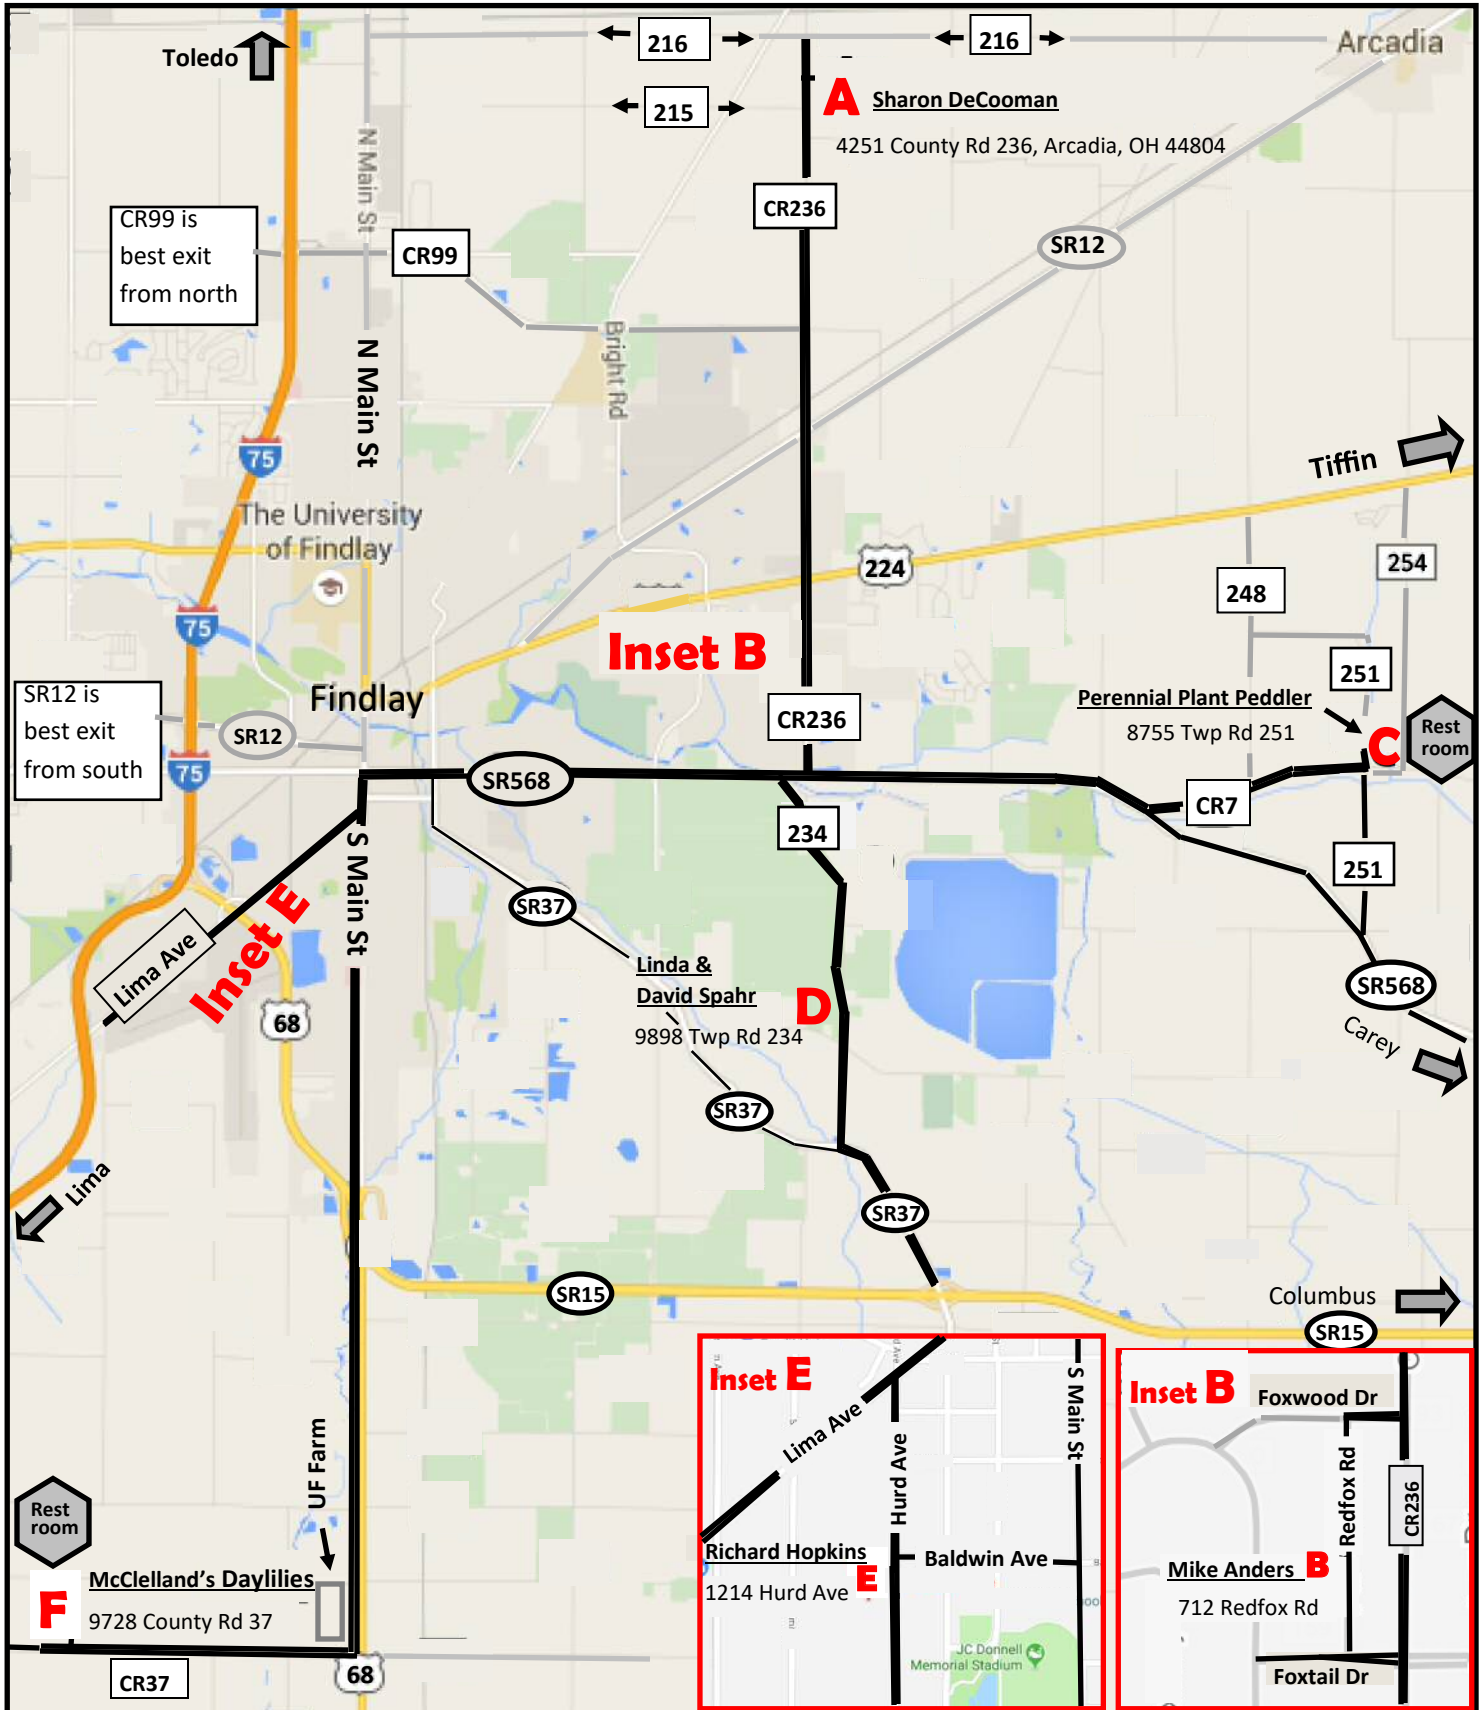 216
216
Arcadia
Toledo
215
A Sharon DeCooman
4251 County Rd 236, Arcadia, OH 44804
N Main St
CR236
CR99 is
best exit
from north
CR99
SR12
Bright Rd
N Main St
75
Tiffin
The University
of Findlay
224
254
248
75
Inset B
251
SR12 is
best exit
from south
Findlay
SR12
CR236
Perennial Plant Peddler
8755 Twp Rd 251
C
Rest
room
75
SR568
CR7
234
S Main St
251
SR37
Lima Ave
Inset E
Linda &
David Spahr
9898 Twp Rd 234
D
SR568
68
Carey
SR37
Lima
SR37
SR15
Columbus
SR15
UF Farm
Rest
room
F
McClelland's Daylilies
9728 County Rd 37
CR37
68
Inset E
d Ave
St
Lima Ave
Hurd Ave
S Main St
Richard Hopkins
1214 Hurd Ave E
Baldwin Ave
JC Donnell
Memorial Stadium
Inset B
Foxwood Dr
Redfox Rd
CR236
Mike Anders B
712 Redfox Rd
Foxtail Dr